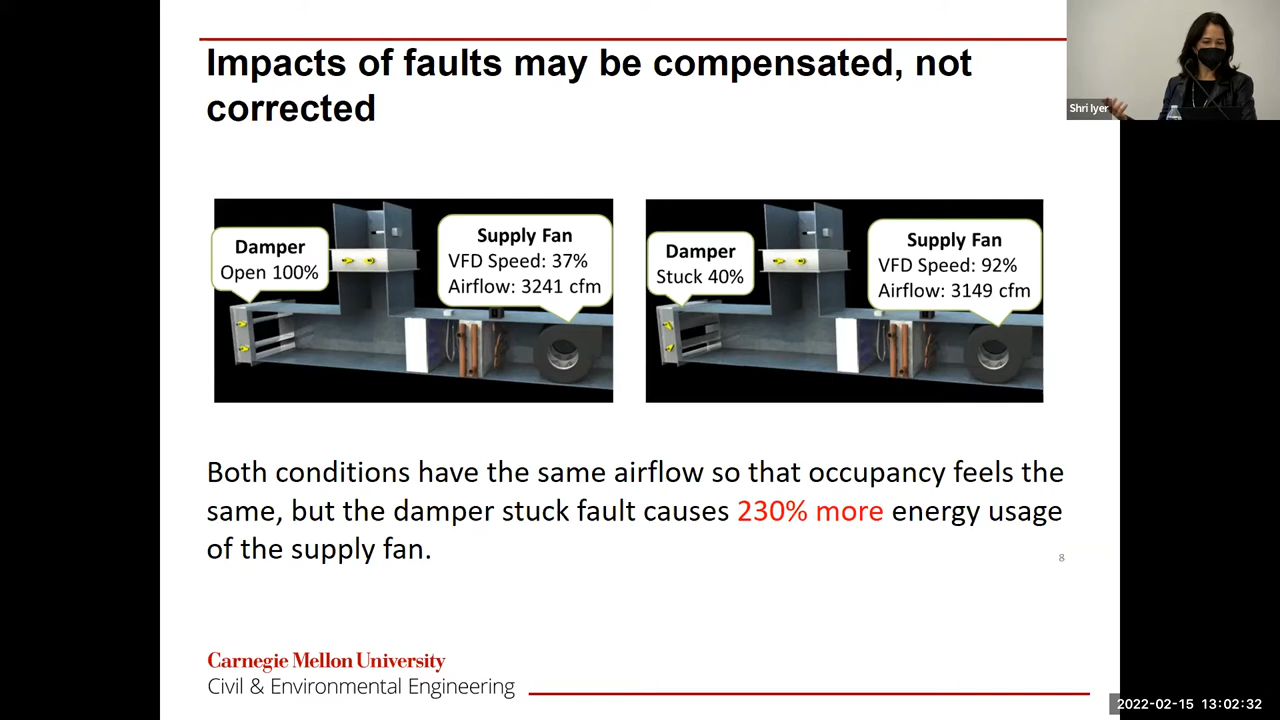 Impacts of faults may be compensated, not
corrected
Shri Iyer
Damper
Open 100%
Supply Fan
VFD Speed: 37%
Airflow: 3241 cfm
Damper
Stuck 40%
Supply Fan
VFD Speed: 92%
Airflow: 3149 cfm
Both conditions have the same airflow so that occupancy feels the
same, but the damper stuck fault causes 230% more energy usage
of the supply fan.
8
Carnegie Mellon University
Civil & Environmental Engineering
2022-02-15 13:02:32